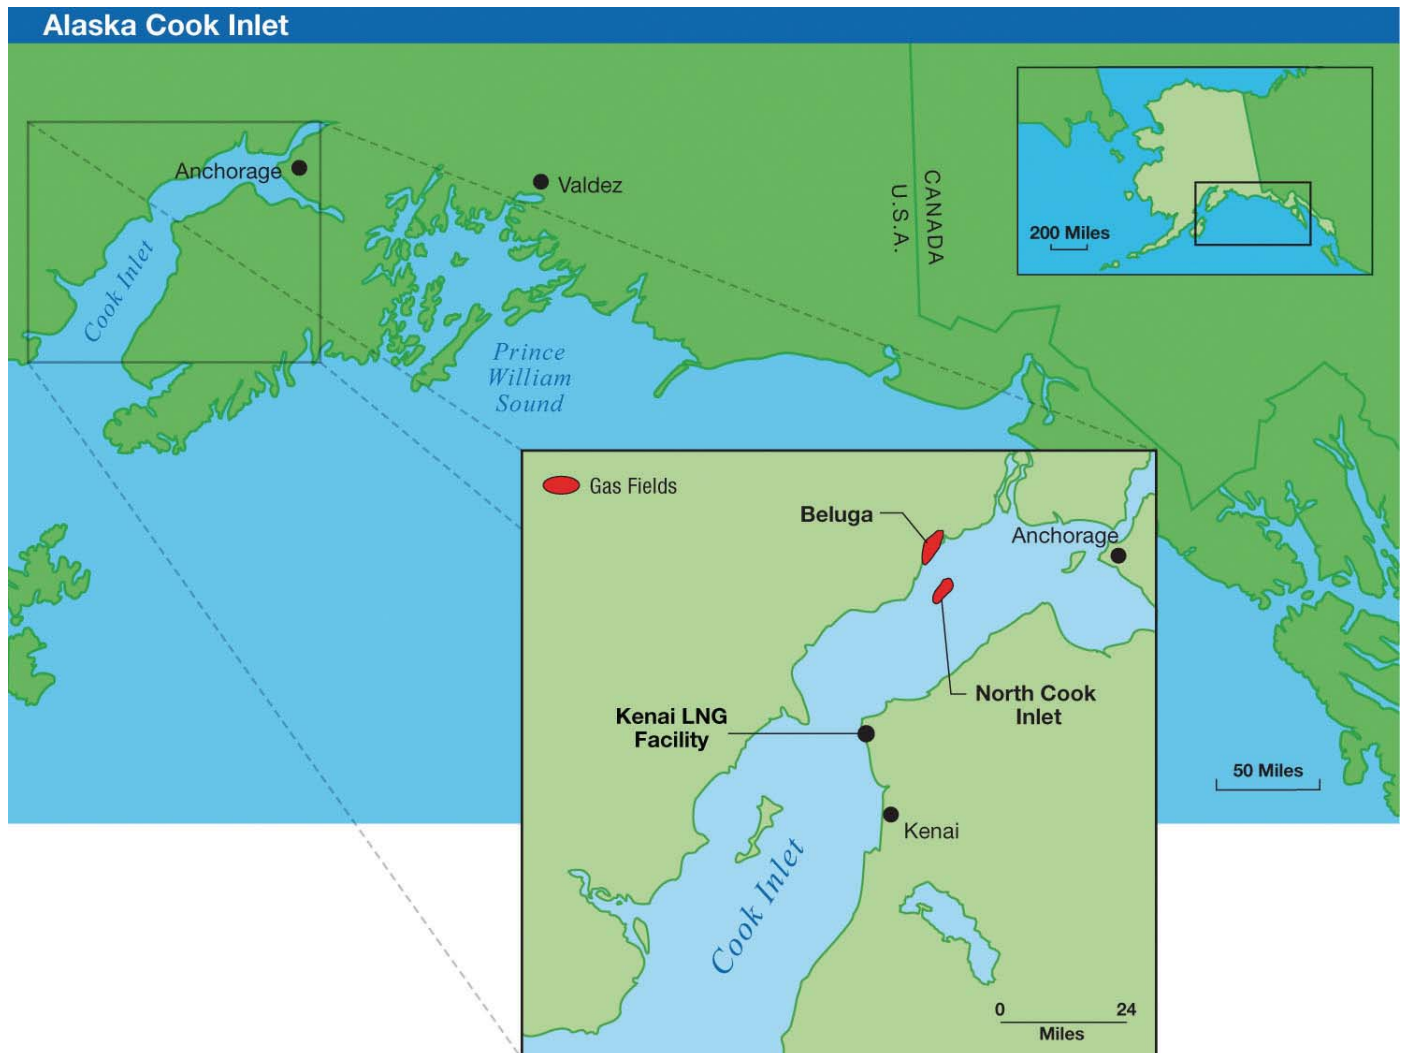 Alaska Cook Inlet
Anchorage
Valdez
Cook Inlet
Prince
William
Sound
CANADA
U.S.A.
200 Miles
50 Miles
Gas Fields
Beluga
Anchorage
North Cook
Inlet
Kenai LNG
Facility
Kenai
Cook Inlet
0 24
Miles